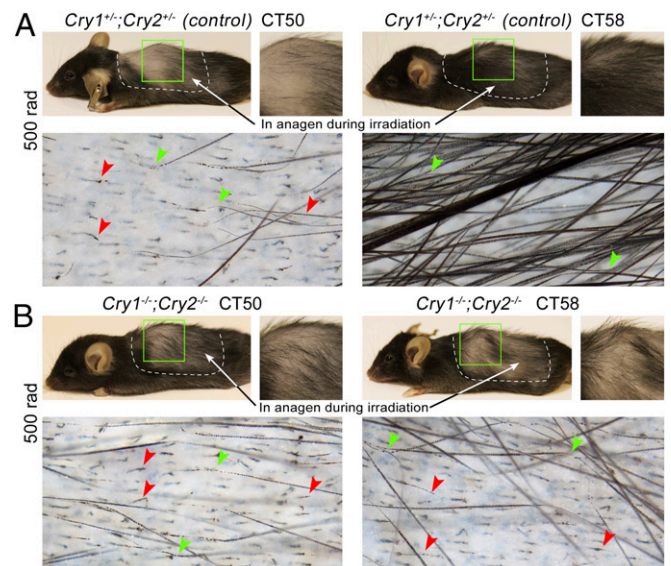 A
Cry1+/-;Cry2+/- (control) CT50
Cry1+/-;Cry2+/- (control) CT58
500 rad
In anagen during irradiation
B
Cry1-/-;Cry2-/- CT50
Cry1-/-;Cry2-/- CT58
500 rad
In anagen during irradiation